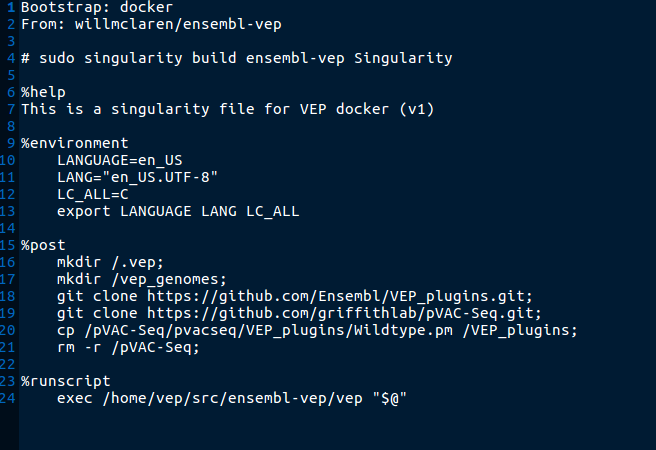 1 Bootstrap: docker
2 From: willmclaren/ensembl-vep
3
4 # sudo singularity build ensembl-vep Singularity
5
6 %help
7 This is a singularity file for VEP docker (v1)
8
9 %environment
10     LANGUAGE=en_US
11     LANG="en_US.UTF-8"
12     LC_ALL=C
13     export LANGUAGE LANG LC_ALL
14
15 %post
16     mkdir /.vep;
17     mkdir /vep_genomes;
18     git clone https://github.com/Ensembl/VEP_plugins.git;
19     git clone https://github.com/griffithlab/pVAC-Seq.git;
20     cp /pVAC-Seq/pvacseq/VEP_plugins/Wildtype.pm /VEP_plugins;
21     rm -r /pVAC-Seq;
22
23 %runscript
24     exec /home/vep/src/ensembl-vep/vep "$@"